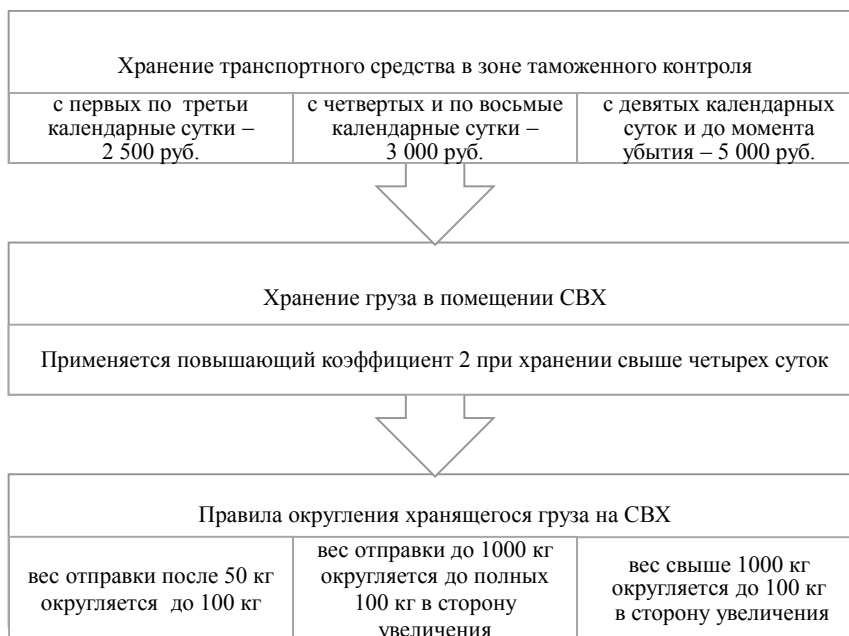 Хранение транспортного средства в зоне таможенного контроля
с первых по третьи
календарные сутки –
2 500 руб.
с четвертых и по восьмые
календарные сутки –
3 000 руб.
с девятых календарных
суток и до момента
убытия – 5 000 руб.
Хранение груза в помещении СВХ
Применяется повышающий коэффициент 2 при хранении свыше четырех суток
Правила округления хранящегося груза на СВХ
вес отправки после 50 кг
округляется до 100 кг
вес отправки до 1000 кг
округляется до полных
100 кг в сторону
увеличения
вес свыше 1000 кг
округляется до 100 кг
в сторону увеличения